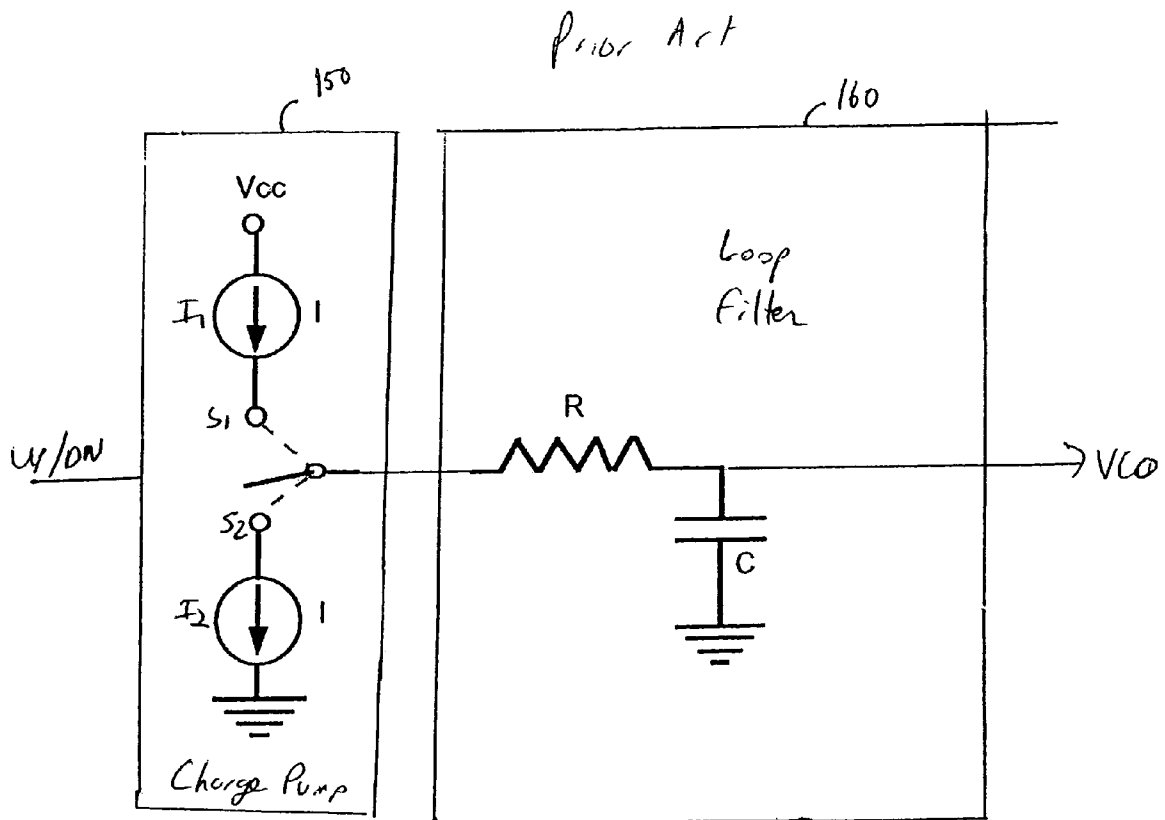 Prior Art
150
160
Vcc
I1 I
Loop
Filter
S1
R
UP/DN
VCO
S2
C
I2 I
Charge Pump